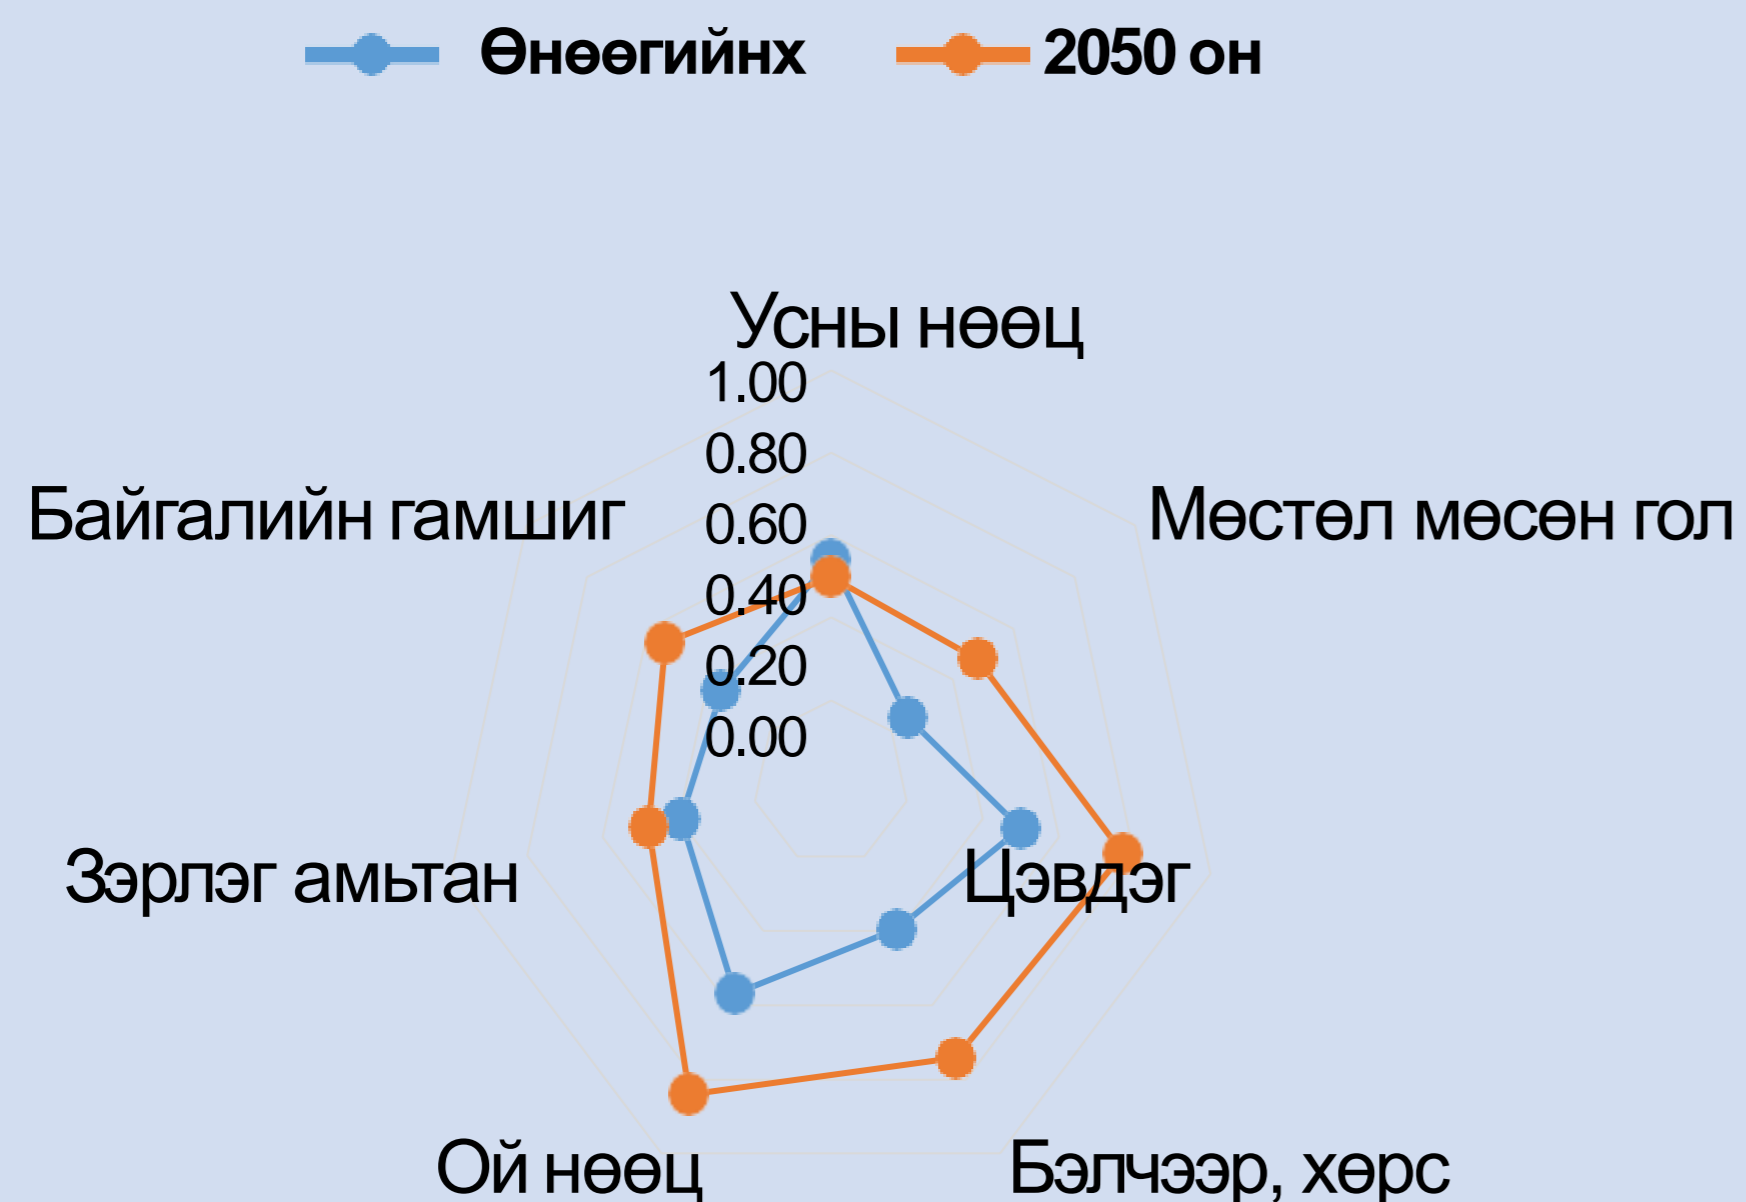 Өнөөгийнх
2050 он
Усны нөөц
1.00
0.80
0.60
0.40
0.20
0.00
Байгалийн гамшиг
Мөстөл мөсөн гол
Зэрлэг амьтан
Цэвдэг
Ой нөөц
Бэлчээр, хөрс